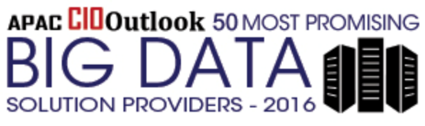 APAC CIOOutlook 50 MOST PROMISING
BIG DATA
SOLUTION PROVIDERS - 2016